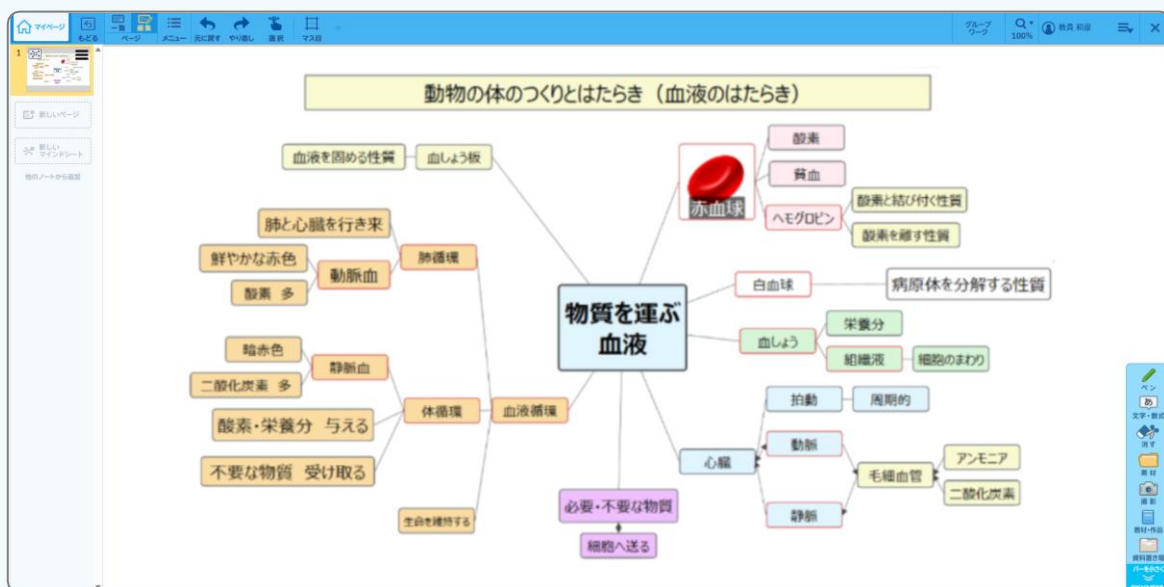 マイページ
もどる
一覧
編集
ページ
メニュー
元に戻す
やり直し
選択
マス目
グループ
ワーク
100%
教員 和彦
1
新しいページ
新しい
マインドシート
他のノートから追加
動物の体のつくりとはたらき（血液のはたらき）
血液を固める性質
血しょう板
肺と心臓を行き来
鮮やかな赤色
動脈血
肺循環
酸素 多
暗赤色
静脈血
二酸化炭素 多
酸素・栄養分 与える
体循環
血液循環
不要な物質 受け取る
生命を維持する
物質を運ぶ
血液
必要・不要な物質
細胞へ送る
赤血球
酸素
貧血
ヘモグロビン
酸素と結び付く性質
酸素を離す性質
白血球
病原体を分解する性質
血しょう
栄養分
組織液
細胞のまわり
心臓
拍動
周期的
動脈
静脈
毛細血管
アンモニア
二酸化炭素
ペン
あ
文字・数式
消す
素材
撮影
教材・作品
資料置き場
バーを小さく